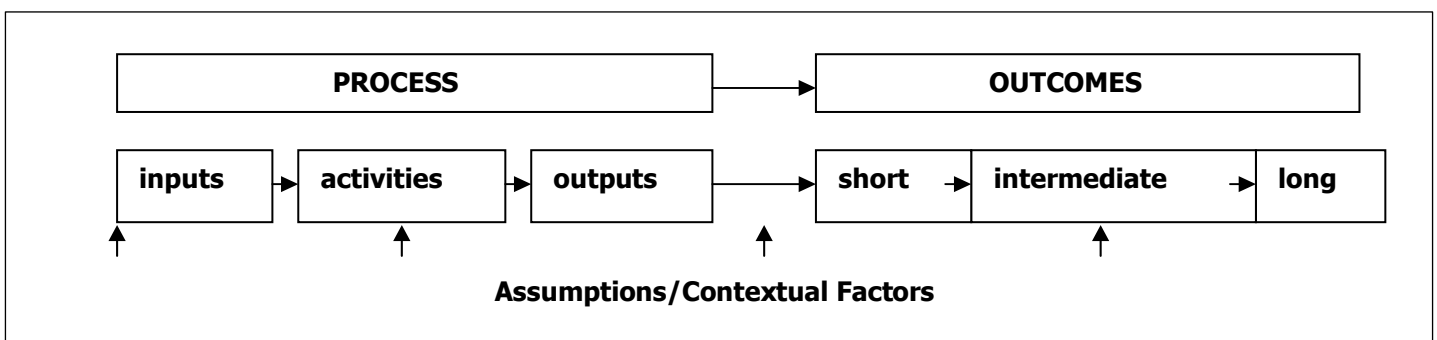 PROCESS OUTCOMES
inputs activities outputs short intermediate long
Assumptions/Contextual Factors